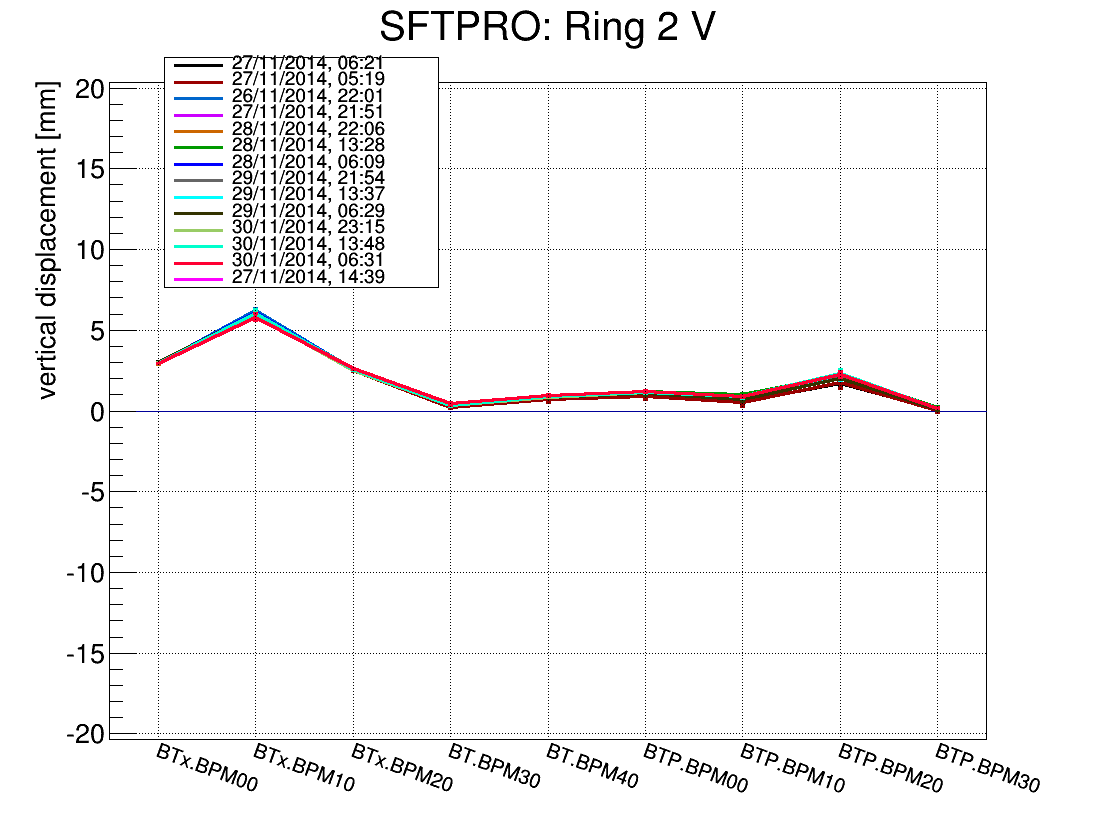 SFTPRO: Ring 2 V
vertical displacement [mm]
27/11/2014, 06:21
27/11/2014, 05:19
26/11/2014, 22:01
27/11/2014, 21:51
28/11/2014, 22:06
28/11/2014, 13:28
28/11/2014, 06:09
29/11/2014, 21:54
29/11/2014, 13:37
29/11/2014, 06:29
30/11/2014, 23:15
30/11/2014, 13:48
30/11/2014, 06:31
27/11/2014, 14:39
20
15
10
5
0
-5
-10
-15
-20
BTx.BPM00
BTx.BPM10
BTx.BPM20
BT.BPM30
BT.BPM40
BTP.BPM00
BTP.BPM10
BTP.BPM20
BTP.BPM30